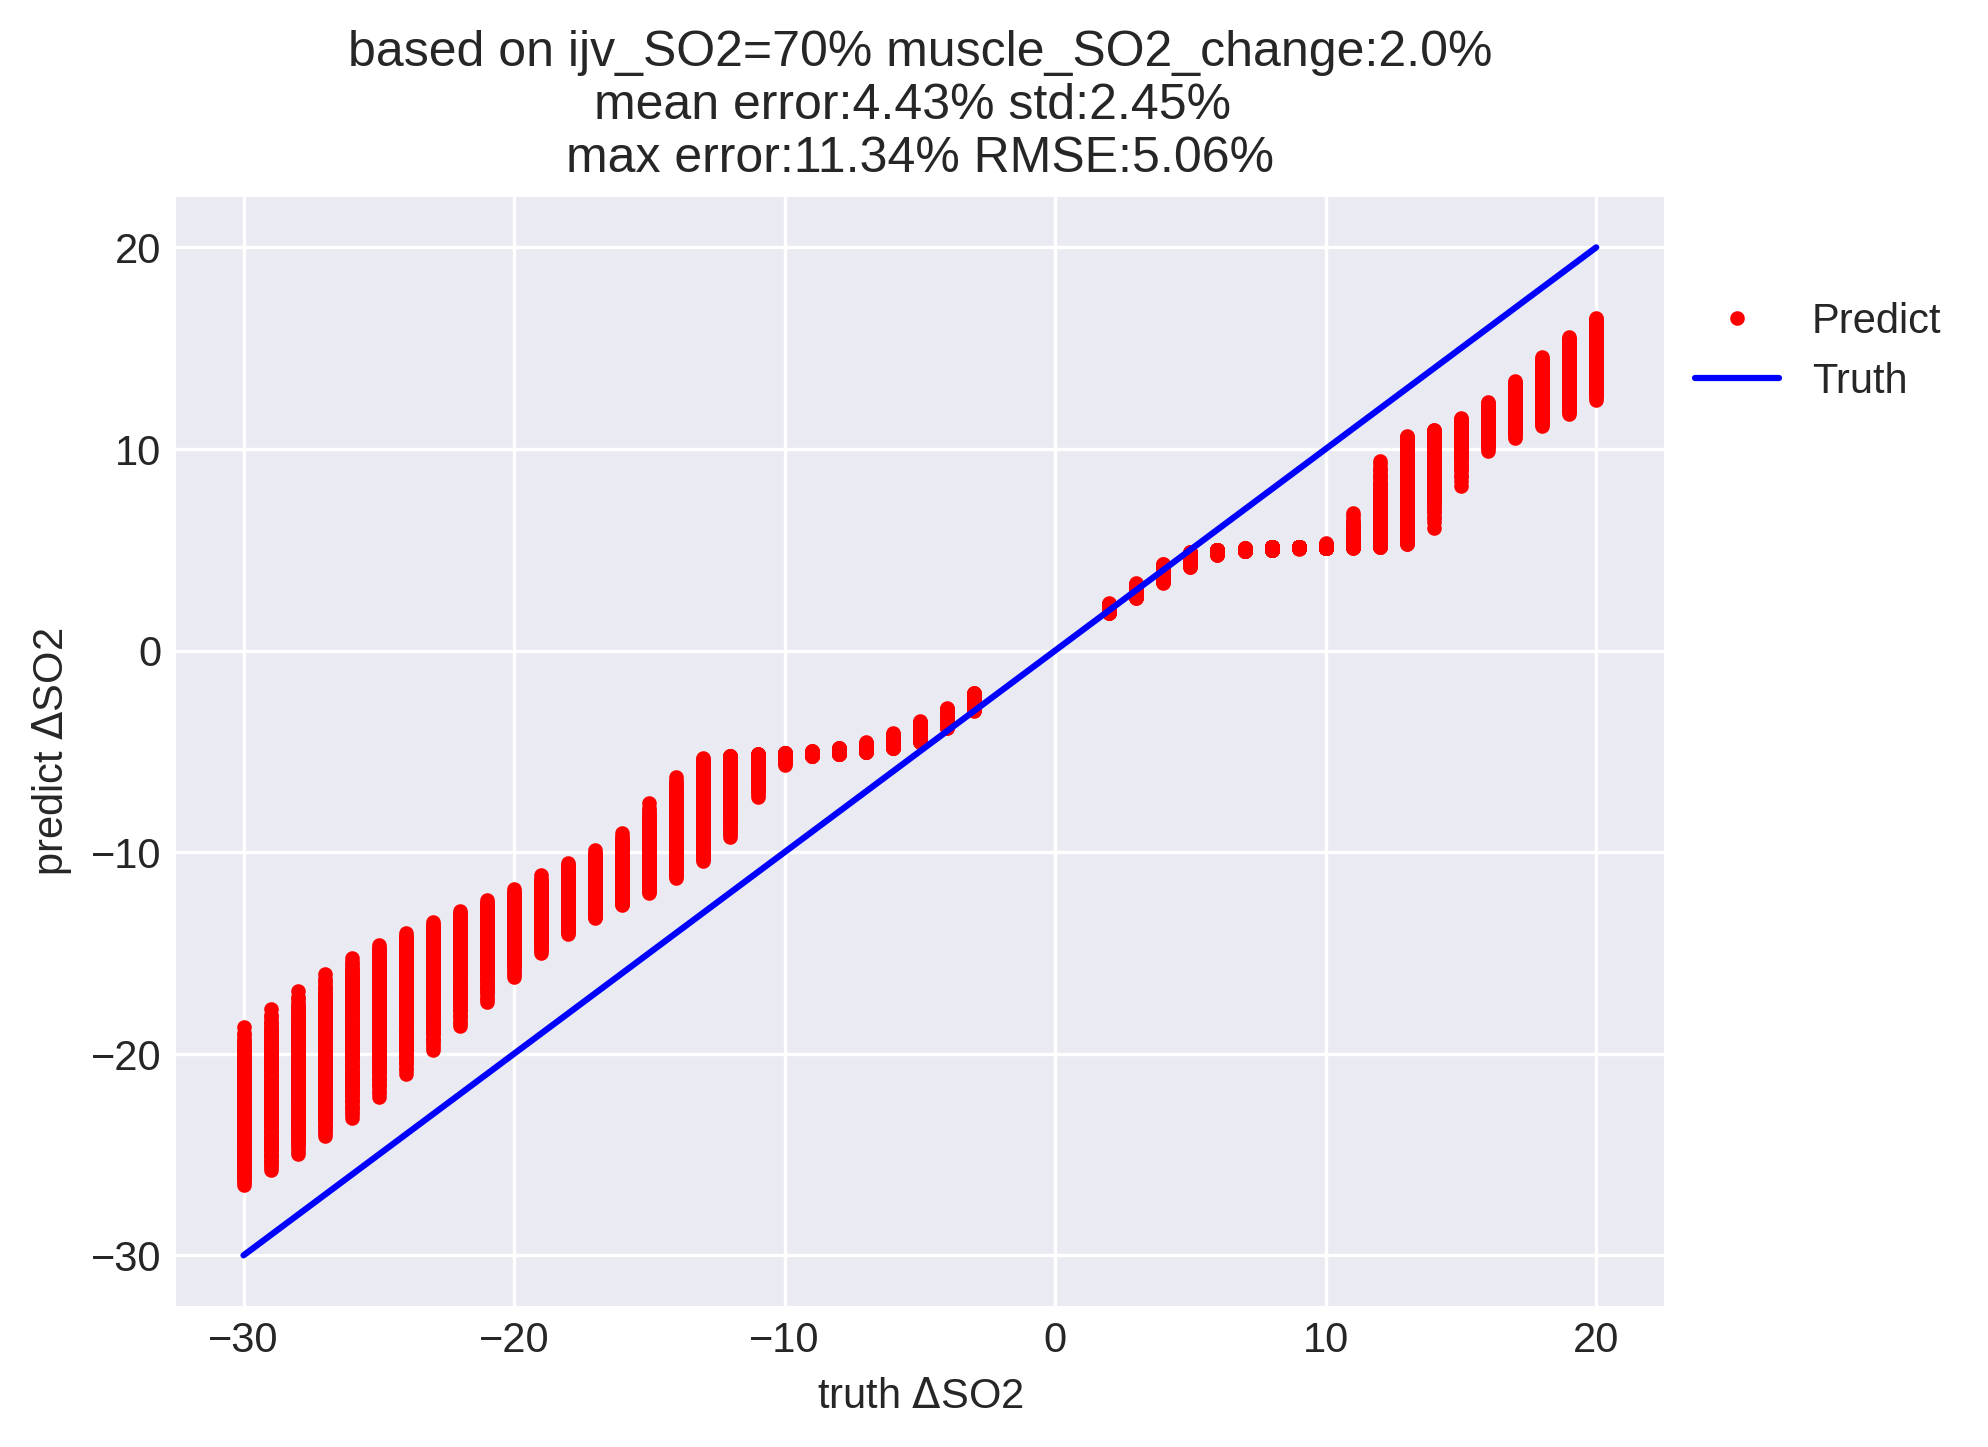 based on ijv_SO2=70% muscle_SO2_change:2.0%
mean error:4.43% std:2.45%
max error:11.34% RMSE:5.06%
20
10
0
−10
−20
−30
predict ΔSO2
−30
−20
−10
0
10
20
truth ΔSO2
Predict
Truth